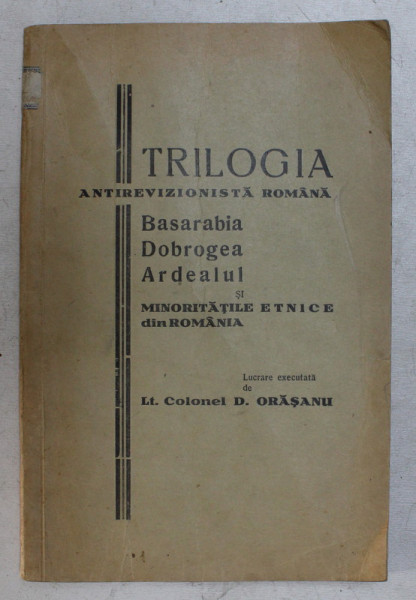 TRILOGIA
ANTIREVIZIONISTĂ ROMÂNĂ
Basarabia
Dobrogea
Ardealul
ȘI
MINORITĂȚILE ETNICE
din ROMÂNIA
Lucrare executată
de
Lt. Colonel D. ORĂȘANU